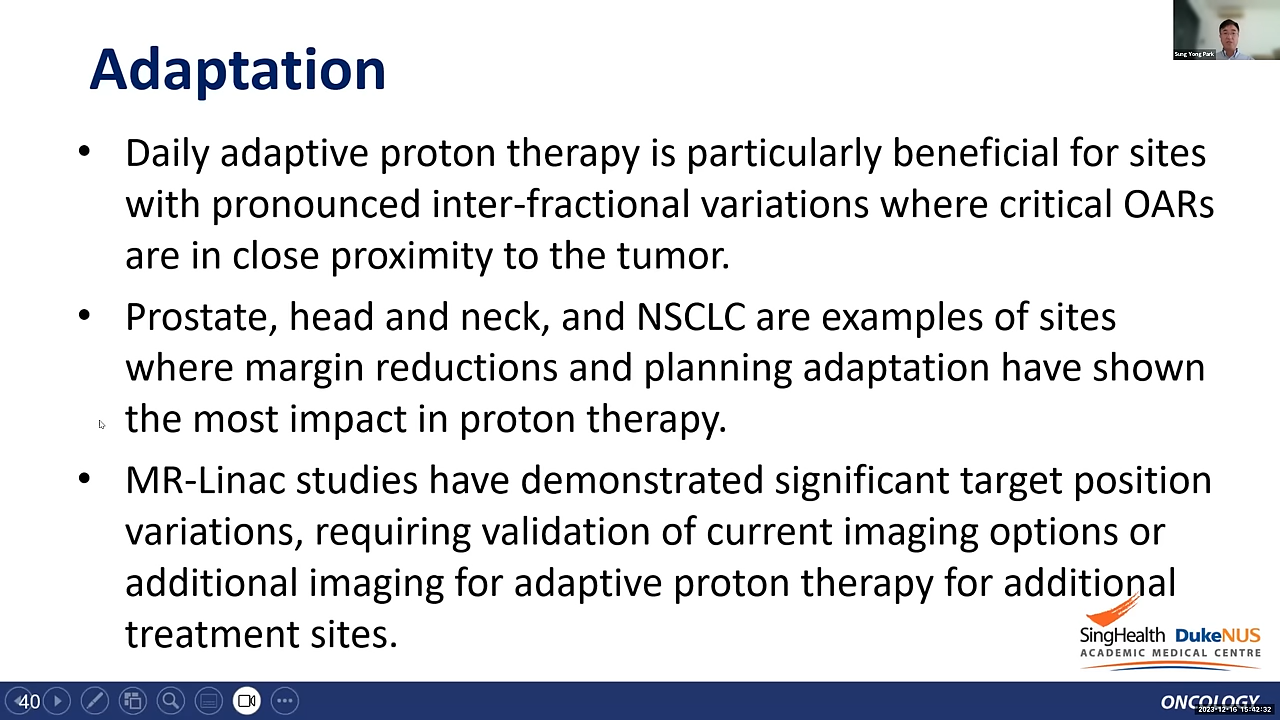 Sung Yong Park
Adaptation
• Daily adaptive proton therapy is particularly beneficial for sites
with pronounced inter-fractional variations where critical OARs
are in close proximity to the tumor.
• Prostate, head and neck, and NSCLC are examples of sites
where margin reductions and planning adaptation have shown
the most impact in proton therapy.
• MR-Linac studies have demonstrated significant target position
variations, requiring validation of current imaging options or
additional imaging for adaptive proton therapy for additional
treatment sites.
SingHealth DukeNUS
ACADEMIC MEDICAL CENTRE
40
ONCOLOGY
2023-12-16 15:42:32